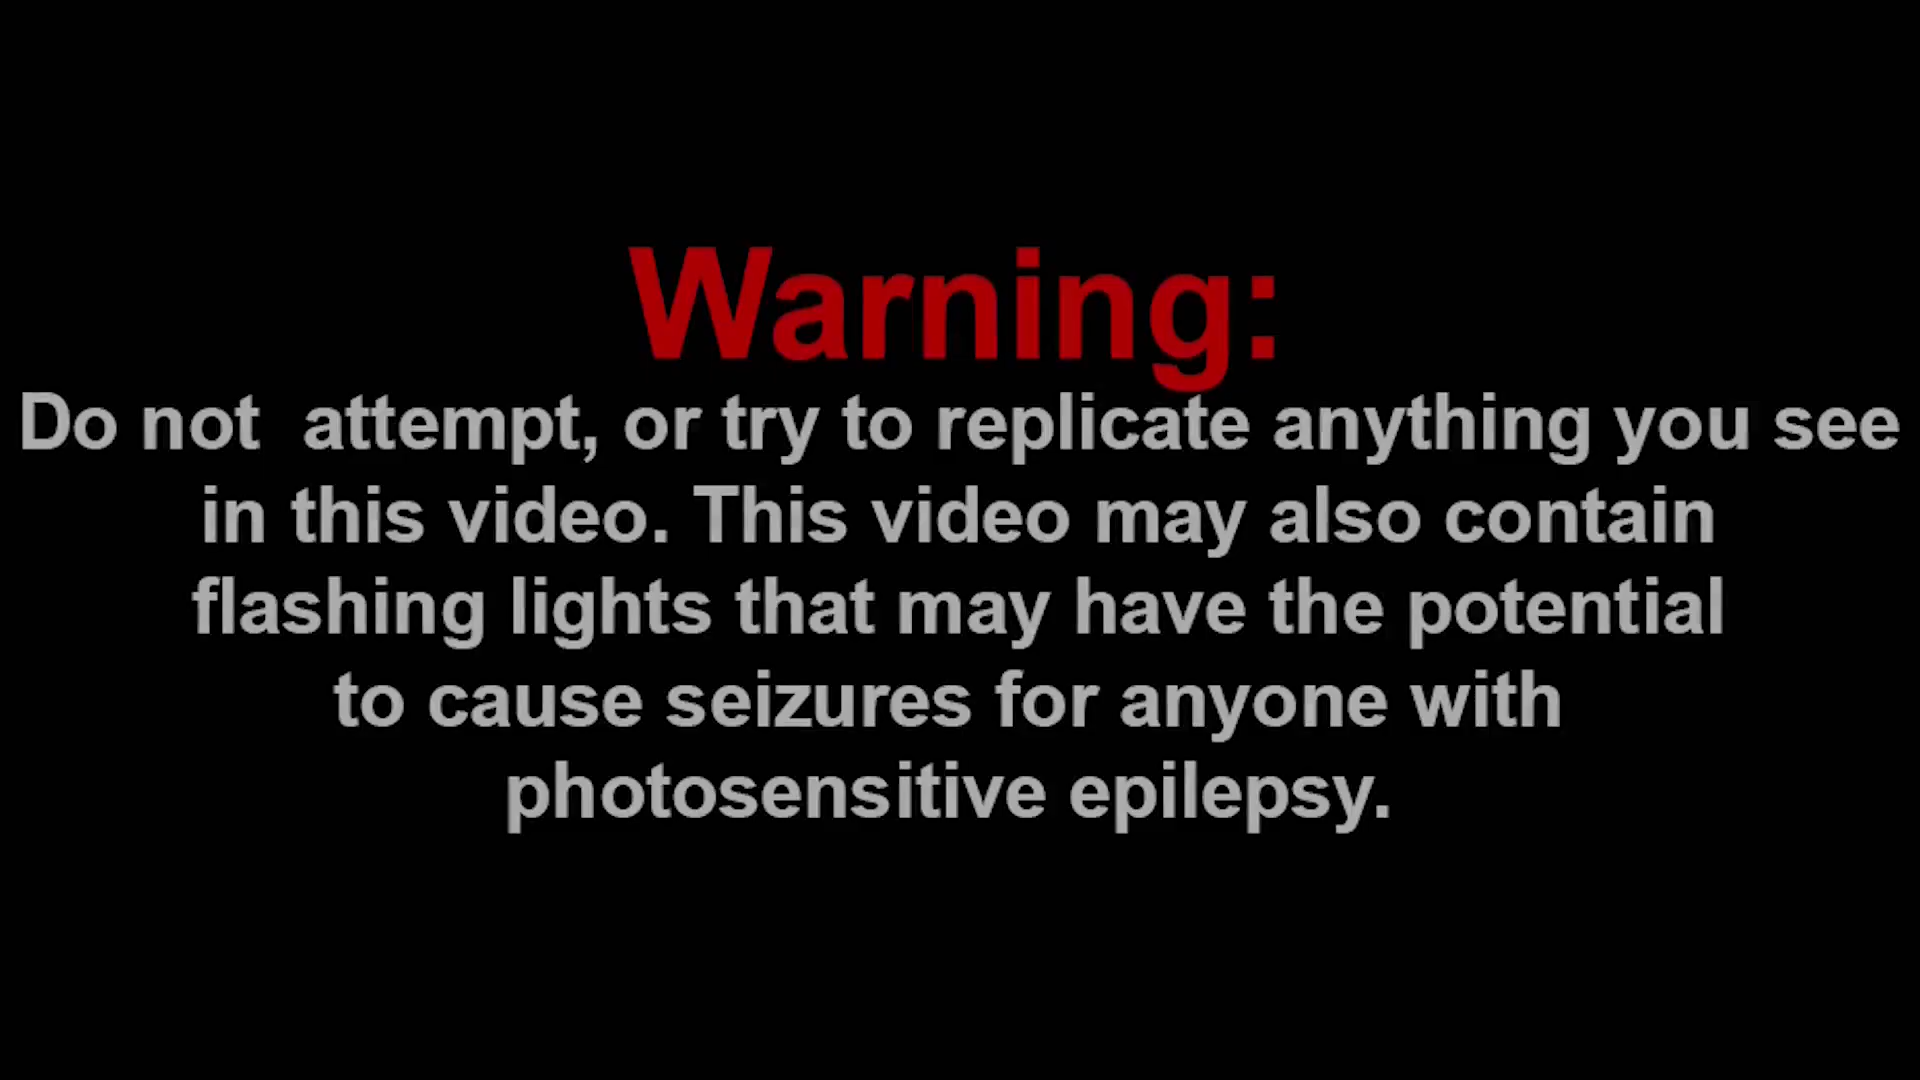 Warning:
Do not  attempt, or try to replicate anything you see
in this video. This video may also contain
flashing lights that may have the potential
to cause seizures for anyone with
photosensitive epilepsy.